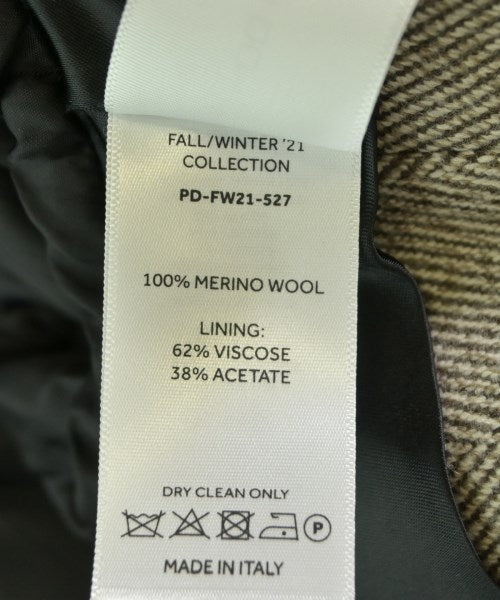 FALL/WINTER '21
COLLECTION
PD-FW21-527
100% MERINO WOOL
LINING:
62% VISCOSE
38% ACETATE
DRY CLEAN ONLY
P
MADE IN ITALY